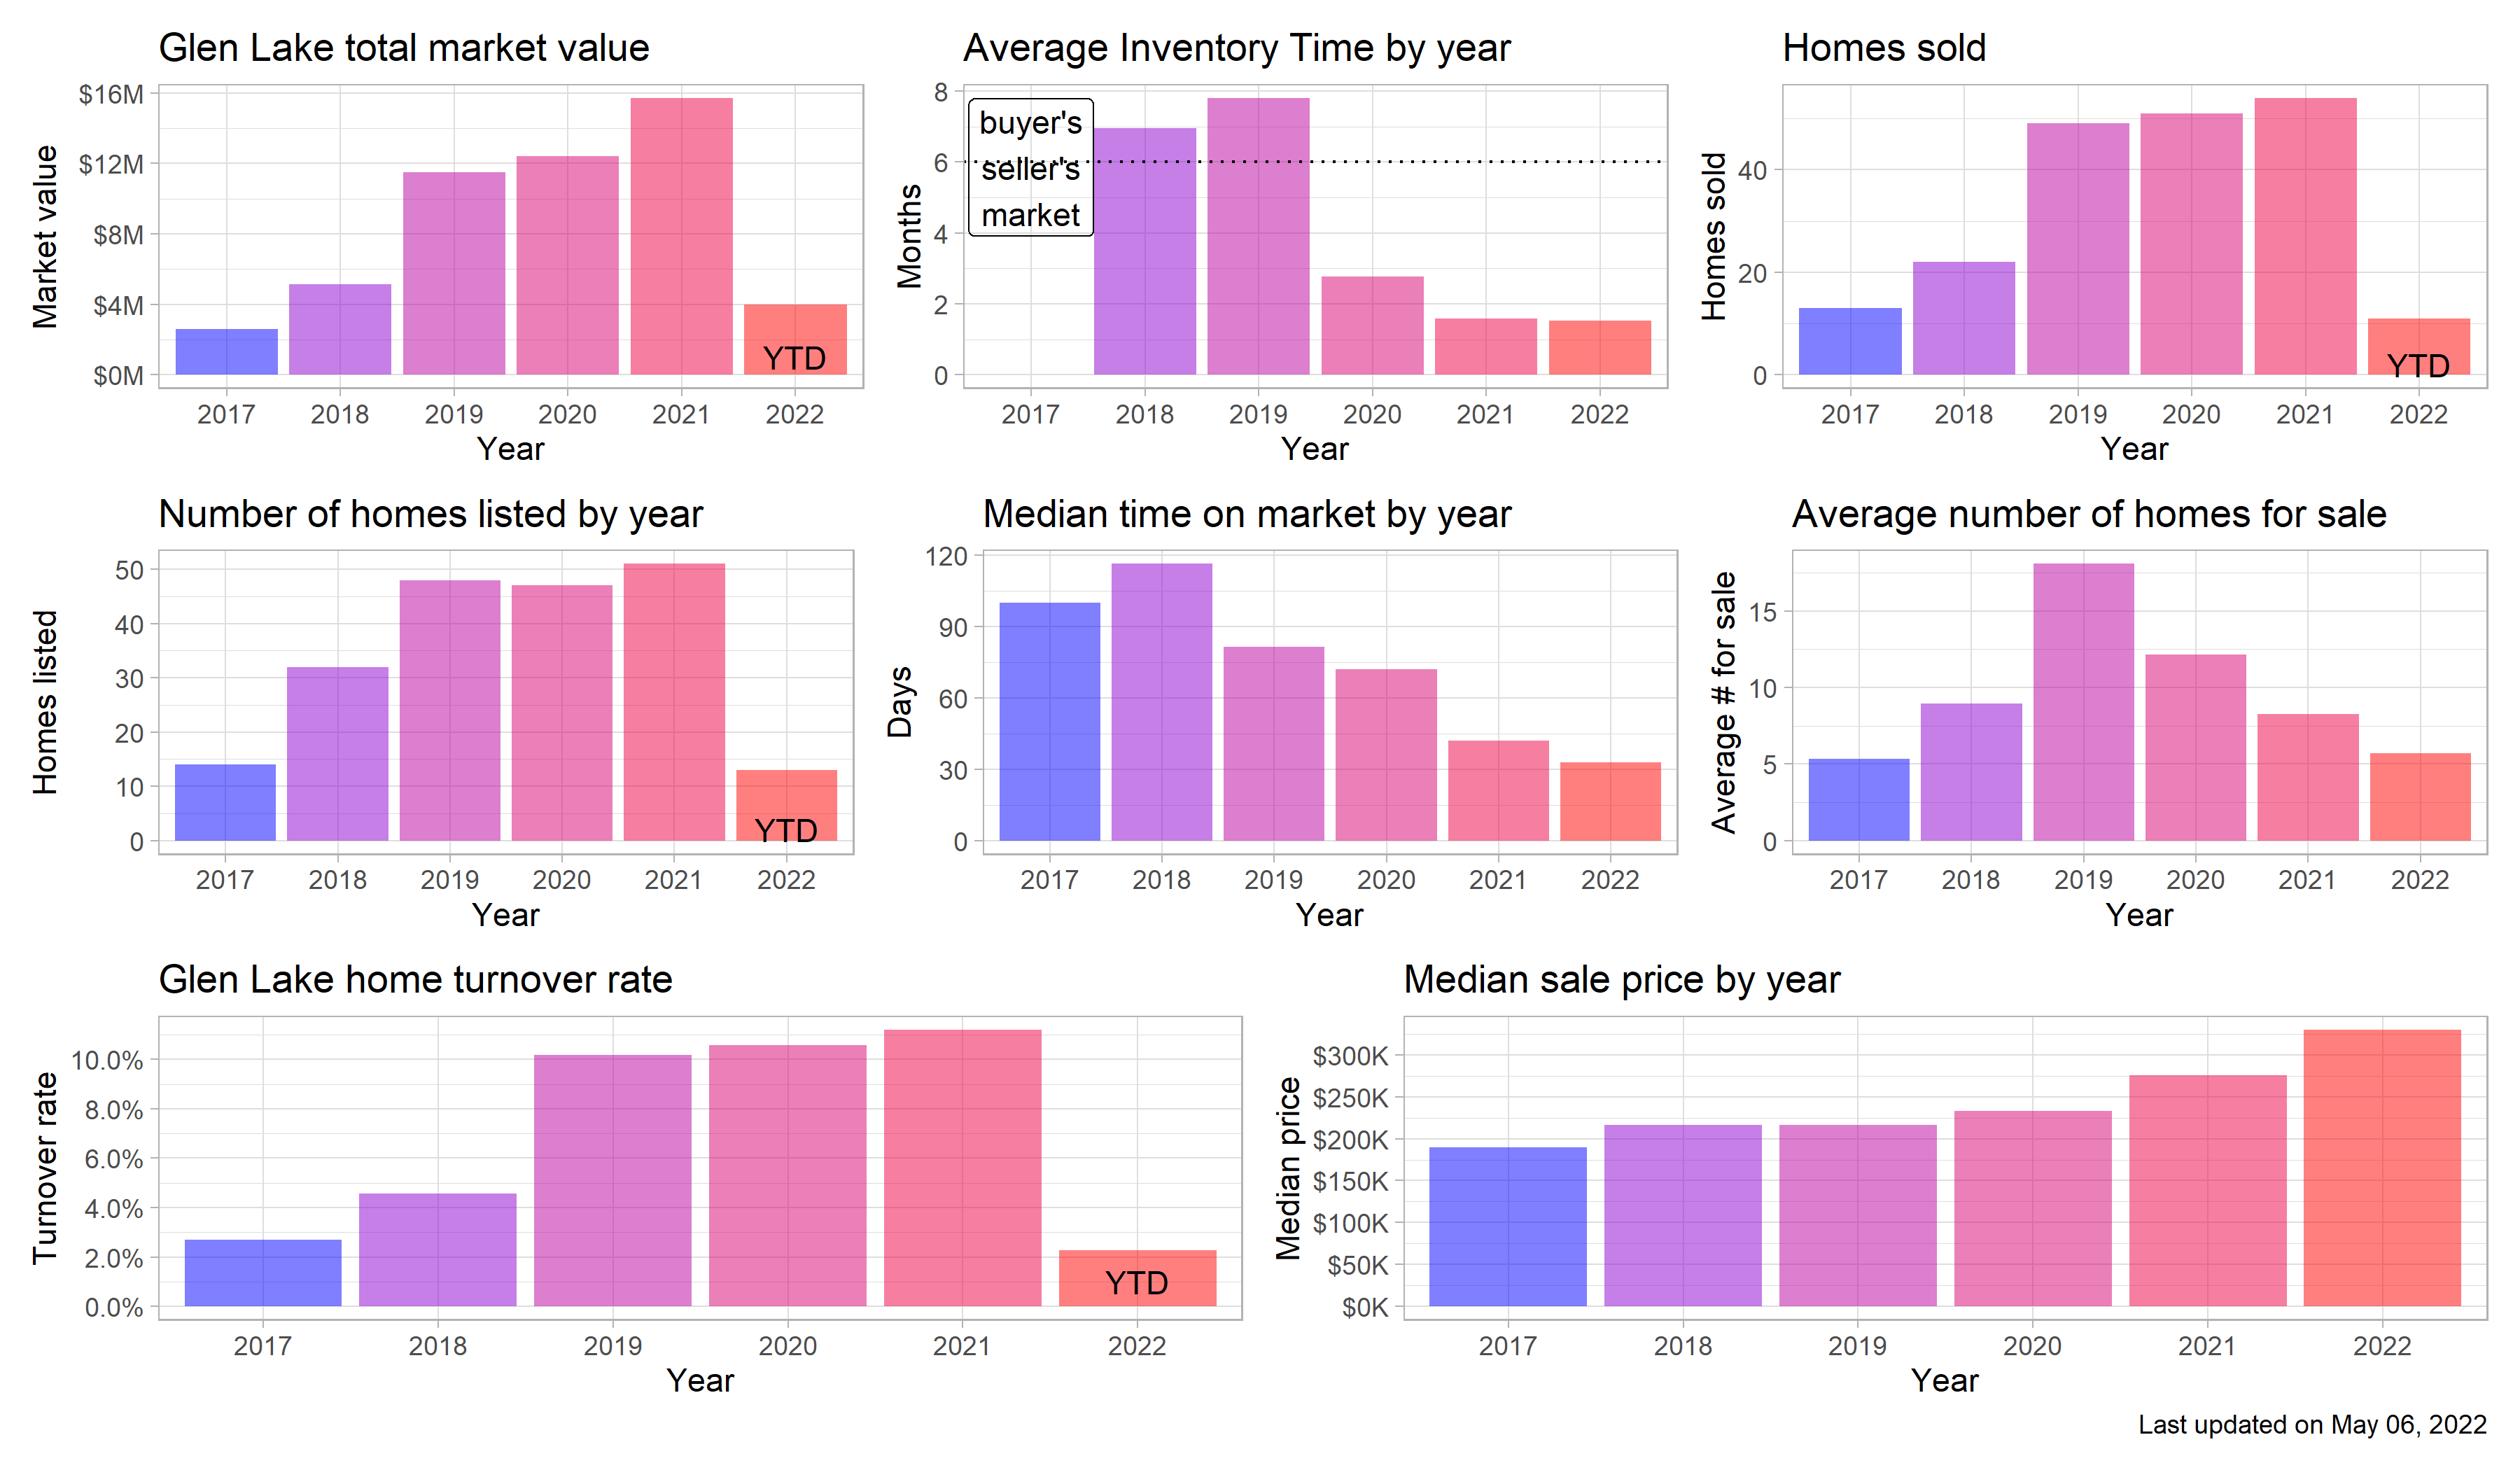 Glen Lake total market value
Market value
$16M
$12M
$8M
$4M
$0M
YTD
2017 2018 2019 2020 2021 2022
Year
Average Inventory Time by year
Months
8
6
4
2
0
buyer's
seller's
market
2017 2018 2019 2020 2021 2022
Year
Homes sold
Homes sold
40
20
0
YTD
2017 2018 2019 2020 2021 2022
Year
Number of homes listed by year
Homes listed
50
40
30
20
10
0
YTD
2017 2018 2019 2020 2021 2022
Year
Median time on market by year
Days
120
90
60
30
0
2017 2018 2019 2020 2021 2022
Year
Average number of homes for sale
Average # for sale
15
10
5
0
2017 2018 2019 2020 2021 2022
Year
Glen Lake home turnover rate
Turnover rate
10.0%
8.0%
6.0%
4.0%
2.0%
0.0%
YTD
2017 2018 2019 2020 2021 2022
Year
Median sale price by year
Median price
$300K
$250K
$200K
$150K
$100K
$50K
$0K
2017 2018 2019 2020 2021 2022
Year
Last updated on May 06, 2022